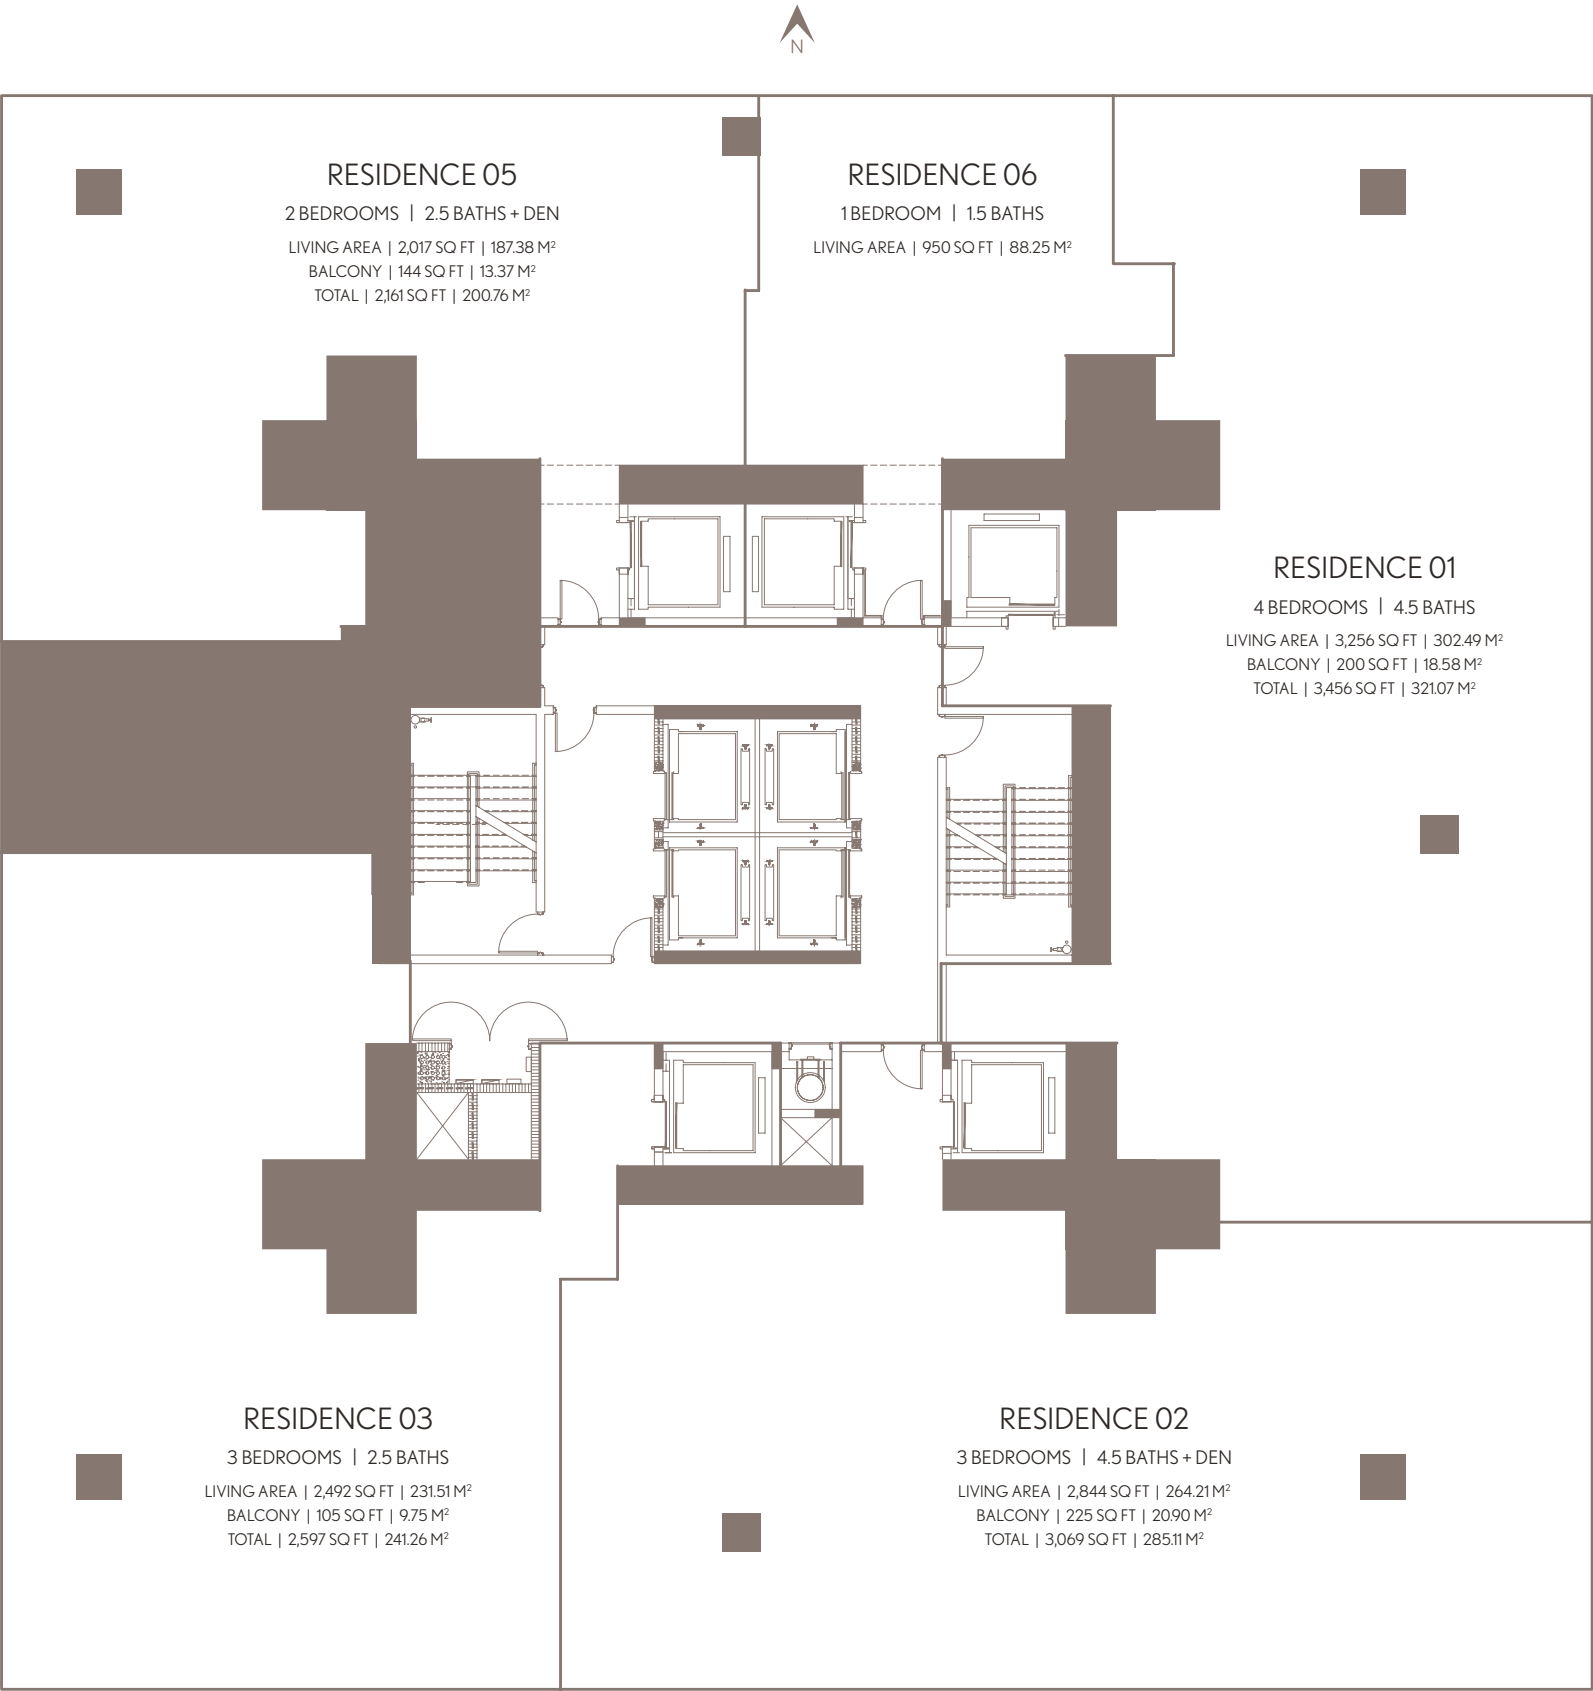 N
RESIDENCE 05
2 BEDROOMS | 2.5 BATHS + DEN
LIVING AREA | 2,017 SQ FT | 187.38 M²
BALCONY | 144 SQ FT | 13.37 M²
TOTAL | 2,161 SQ FT | 200.76 M²
RESIDENCE 06
1 BEDROOM | 1.5 BATHS
LIVING AREA | 950 SQ FT | 88.25 M²
RESIDENCE 01
4 BEDROOMS | 4.5 BATHS
LIVING AREA | 3,256 SQ FT | 302.49 M²
BALCONY | 200 SQ FT | 18.58 M²
TOTAL | 3,456 SQ FT | 321.07 M²
RESIDENCE 03
3 BEDROOMS | 2.5 BATHS
LIVING AREA | 2,492 SQ FT | 231.51 M²
BALCONY | 105 SQ FT | 9.75 M²
TOTAL | 2,597 SQ FT | 241.26 M²
RESIDENCE 02
3 BEDROOMS | 4.5 BATHS + DEN
LIVING AREA | 2,844 SQ FT | 264.21 M²
BALCONY | 225 SQ FT | 20.90 M²
TOTAL | 3,069 SQ FT | 285.11 M²